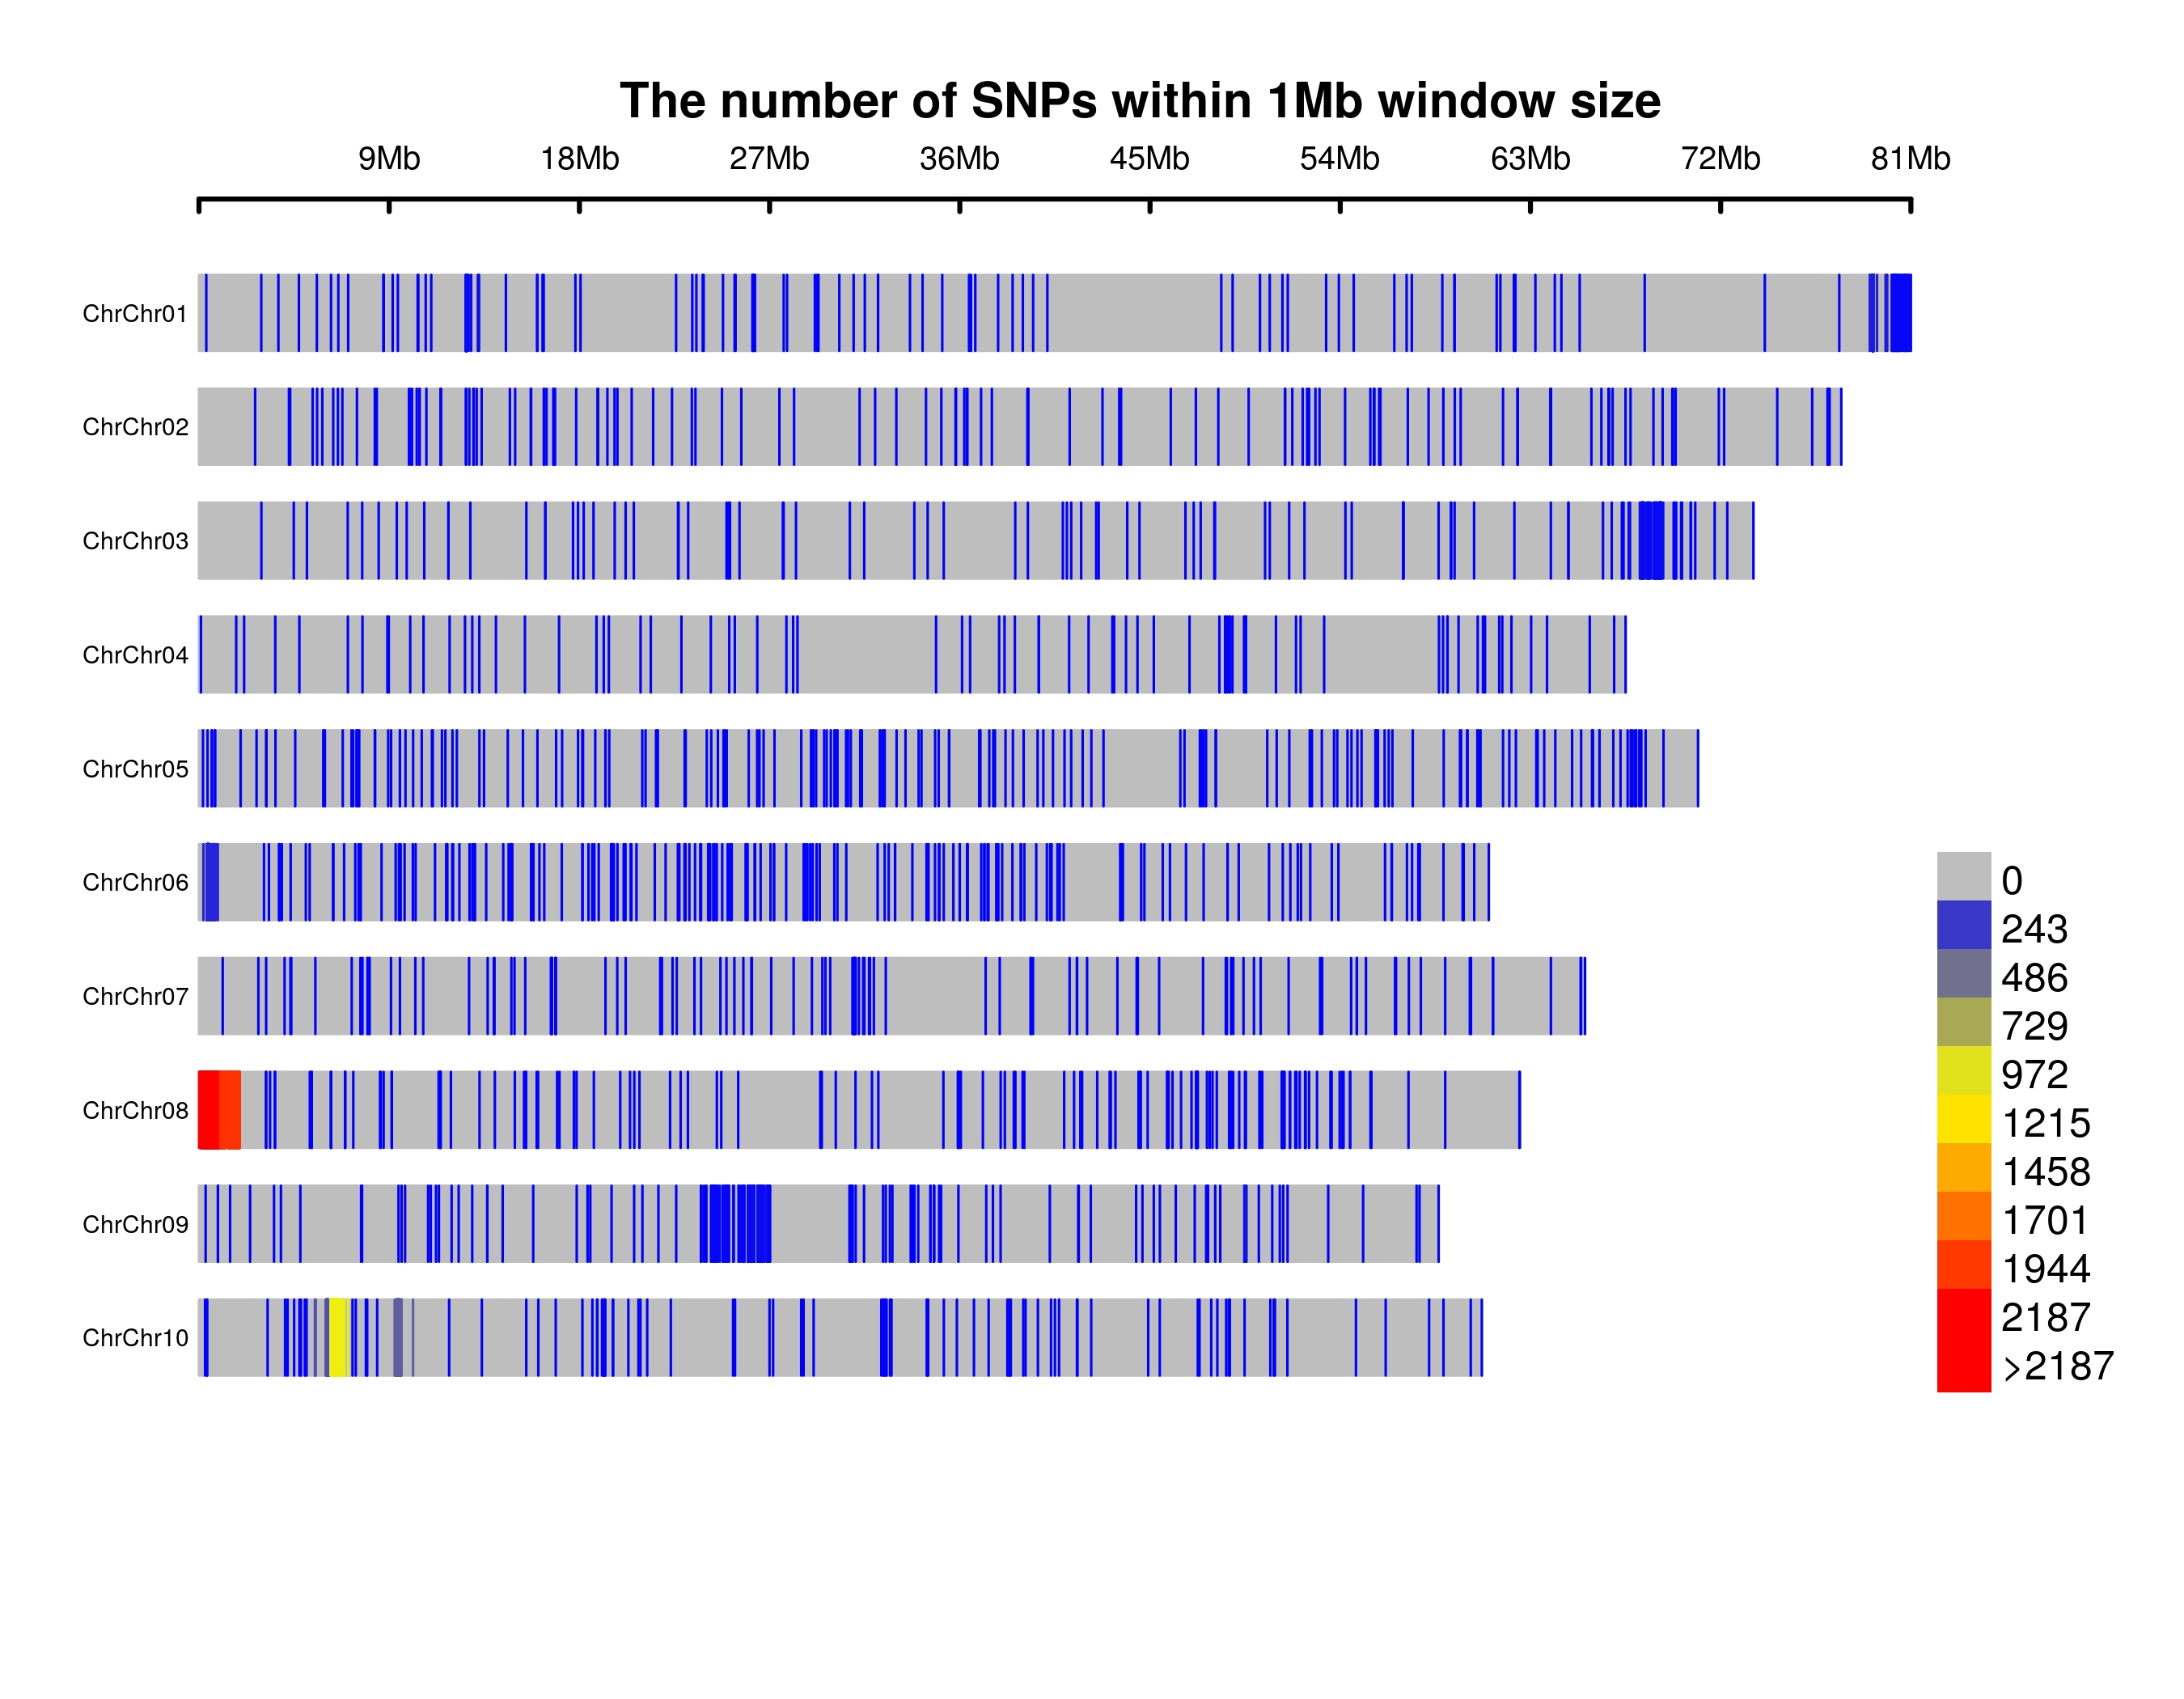 The number of SNPs within 1Mb window size
9Mb 18Mb 27Mb 36Mb 45Mb 54Mb 63Mb 72Mb 81Mb
ChrChr01
ChrChr02
ChrChr03
ChrChr04
ChrChr05
ChrChr06
ChrChr07
ChrChr08
ChrChr09
ChrChr10
0
243
486
729
972
1215
1458
1701
1944
2187
>2187